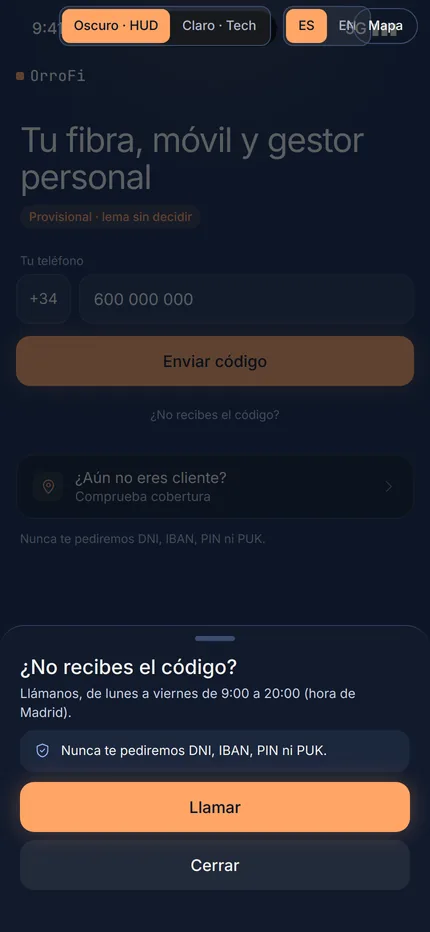 9:41
Oscuro · HUD
Claro · Tech
ES
EN
5G
Mapa
OrroFi
Tu fibra, móvil y gestor
personal
Provisional · lema sin decidir
Tu teléfono
+34
600 000 000
Enviar código
¿No recibes el código?
¿Aún no eres cliente?
Comprueba cobertura
Nunca te pediremos DNI, IBAN, PIN ni PUK.
¿No recibes el código?
Llámanos, de lunes a viernes de 9:00 a 20:00 (hora de
Madrid).
Nunca te pediremos DNI, IBAN, PIN ni PUK.
Llamar
Cerrar